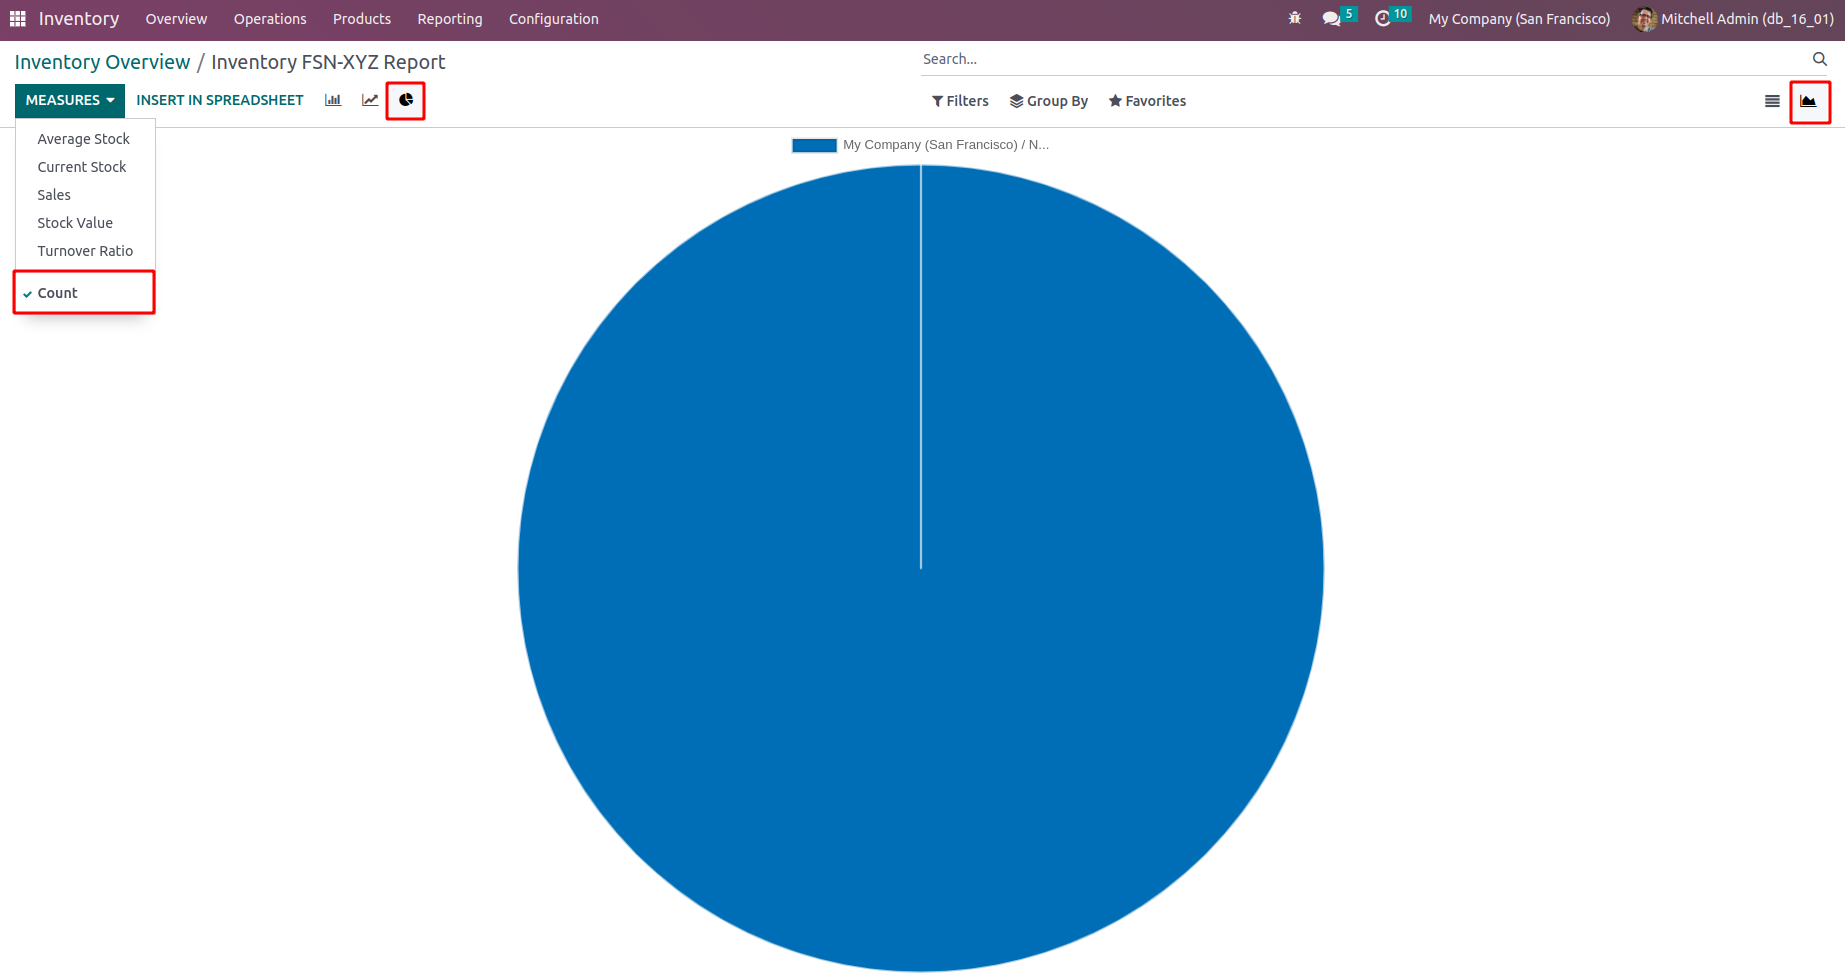 Inventory Overview Operations Products Reporting Configuration 5 10 My Company (San Francisco) Mitchell Admin (db_16_01)
Inventory Overview / Inventory FSN-XYZ Report Search...
MEASURES INSERT IN SPREADSHEET Filters Group By Favorites
Average Stock
Current Stock
Sales
Stock Value
Turnover Ratio
Count
My Company (San Francisco) / N...